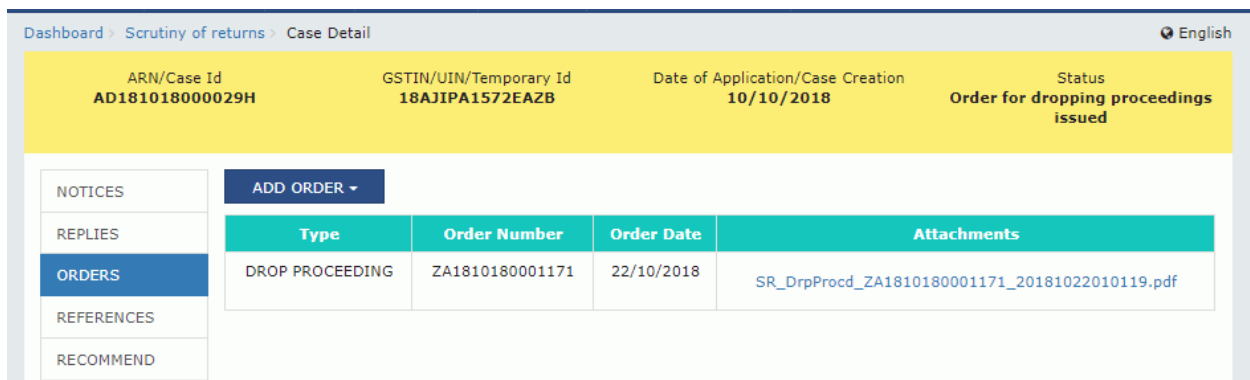 Dashboard > Scrutiny of returns > Case Detail
English
ARN/Case Id
AD181018000029H
GSTIN/UIN/Temporary Id
18AJIPA1572EAZB
Date of Application/Case Creation
10/10/2018
Status
Order for dropping proceedings
issued
NOTICES
REPLIES
ORDERS
REFERENCES
RECOMMEND
ADD ORDER
Type Order Number Order Date Attachments
DROP PROCEEDING ZA1810180001171 22/10/2018 SR_DrpProcd_ZA1810180001171_20181022010119.pdf